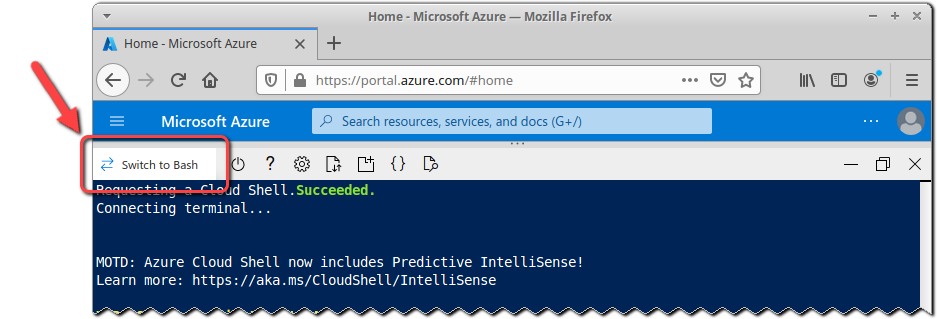 Home - Microsoft Azure — Mozilla Firefox
Home - Microsoft Azure
https://portal.azure.com/#home
Microsoft Azure
Search resources, services, and docs (G+/)
Switch to Bash
Requesting a Cloud Shell.Succeeded.
Connecting terminal...
MOTD: Azure Cloud Shell now includes Predictive IntelliSense!
Learn more: https://aka.ms/CloudShell/IntelliSense